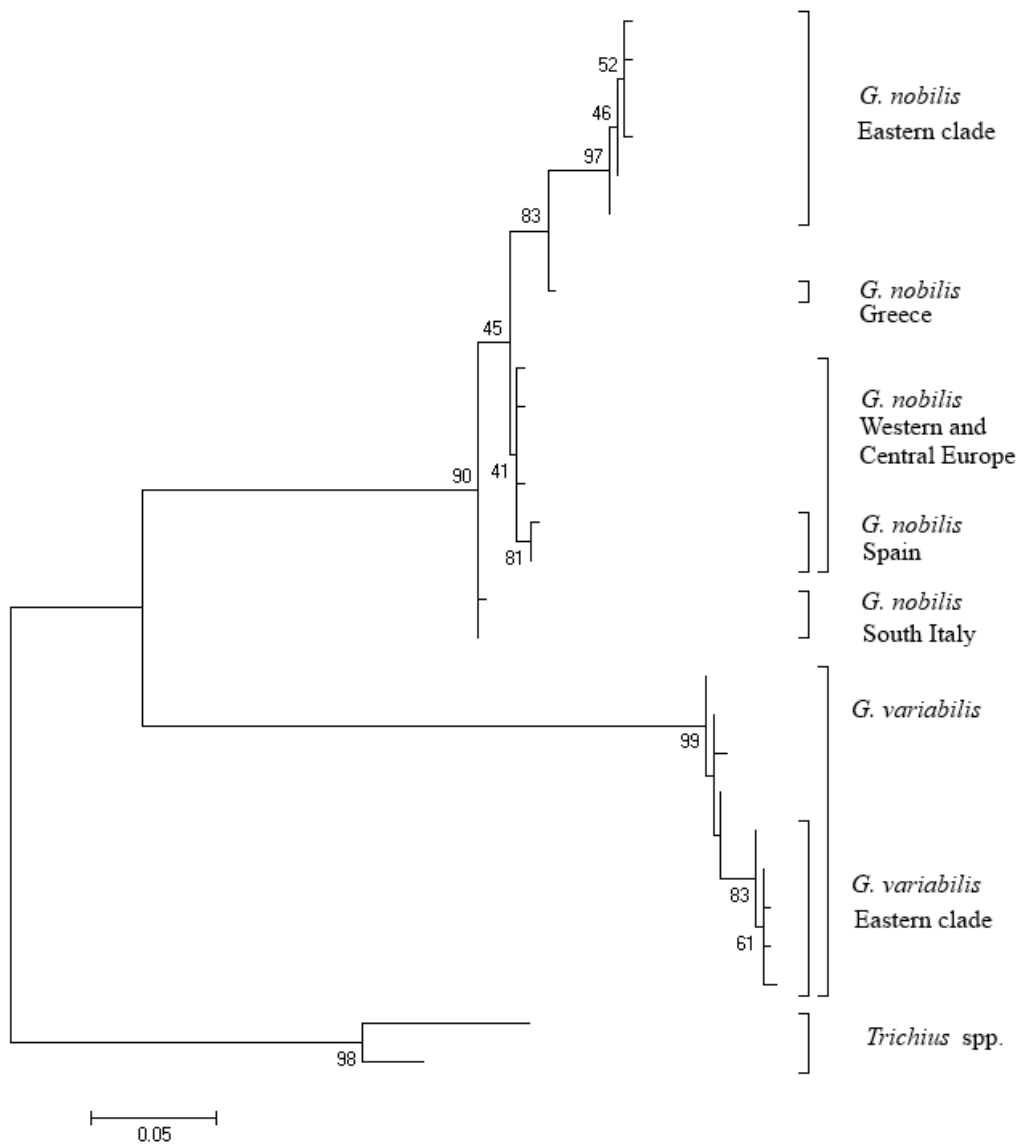 52
G. nobilis
46
Eastern clade
97
83
G. nobilis
Greece
45
G. nobilis
Western and
Central Europe
41
90
G. nobilis
Spain
81
G. nobilis
South Italy
G. variabilis
99
G. variabilis
83
Eastern clade
61
Trichius spp.
98
0.05